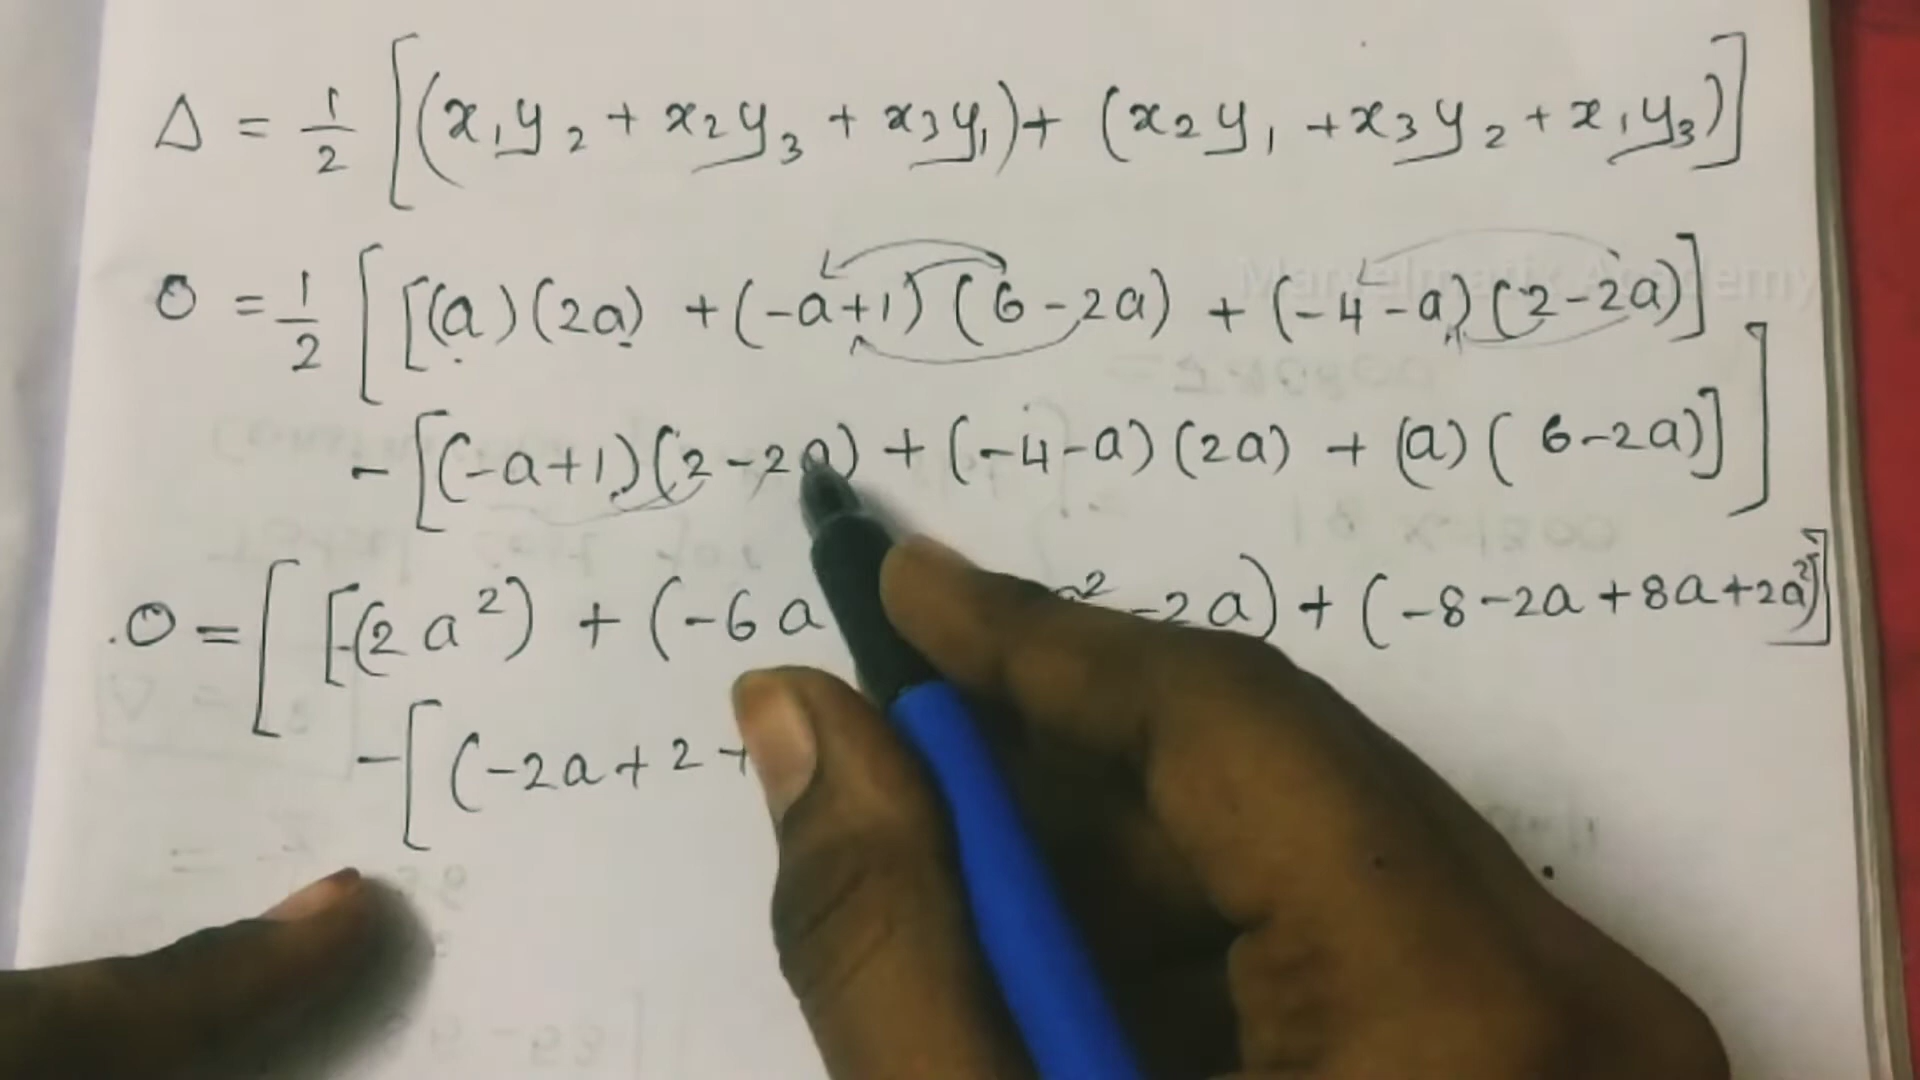 Δ = 1/2 [(x₁y₂ + x₂y₃ + x₃y₁) + (x₂y₁ + x₃y₂ + x₁y₃)]
0 = 1/2 [[(a)(2a) + (-a+1)(6-2a) + (-4-a)(2-2a)]
- [(-a+1)(2-2a) + (-4-a)(2a) + (a)(6-2a)]]
0 = [[(2a²) + (-6a a² -2a) + (-8-2a+8a+2a²)]
- [(-2a+2+